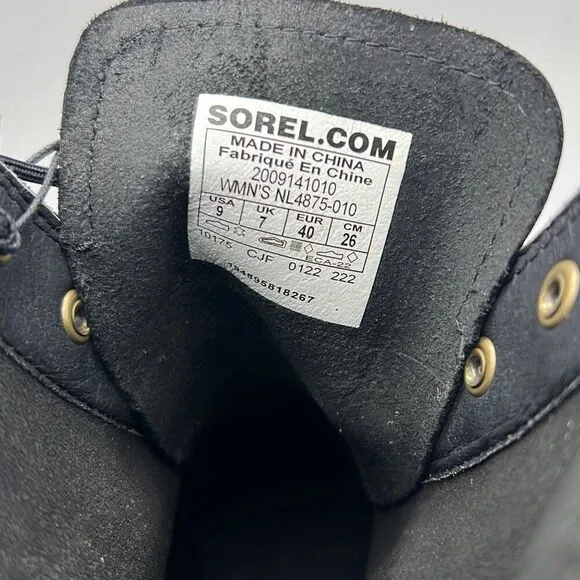 SOREL.COM
MADE IN CHINA
Fabriqué En Chine
2009141010
WMN'S NL4875-010
USA UK EUR CM
9 7 40 26
ECA-22
10175 CJF 0122 222
194895818267